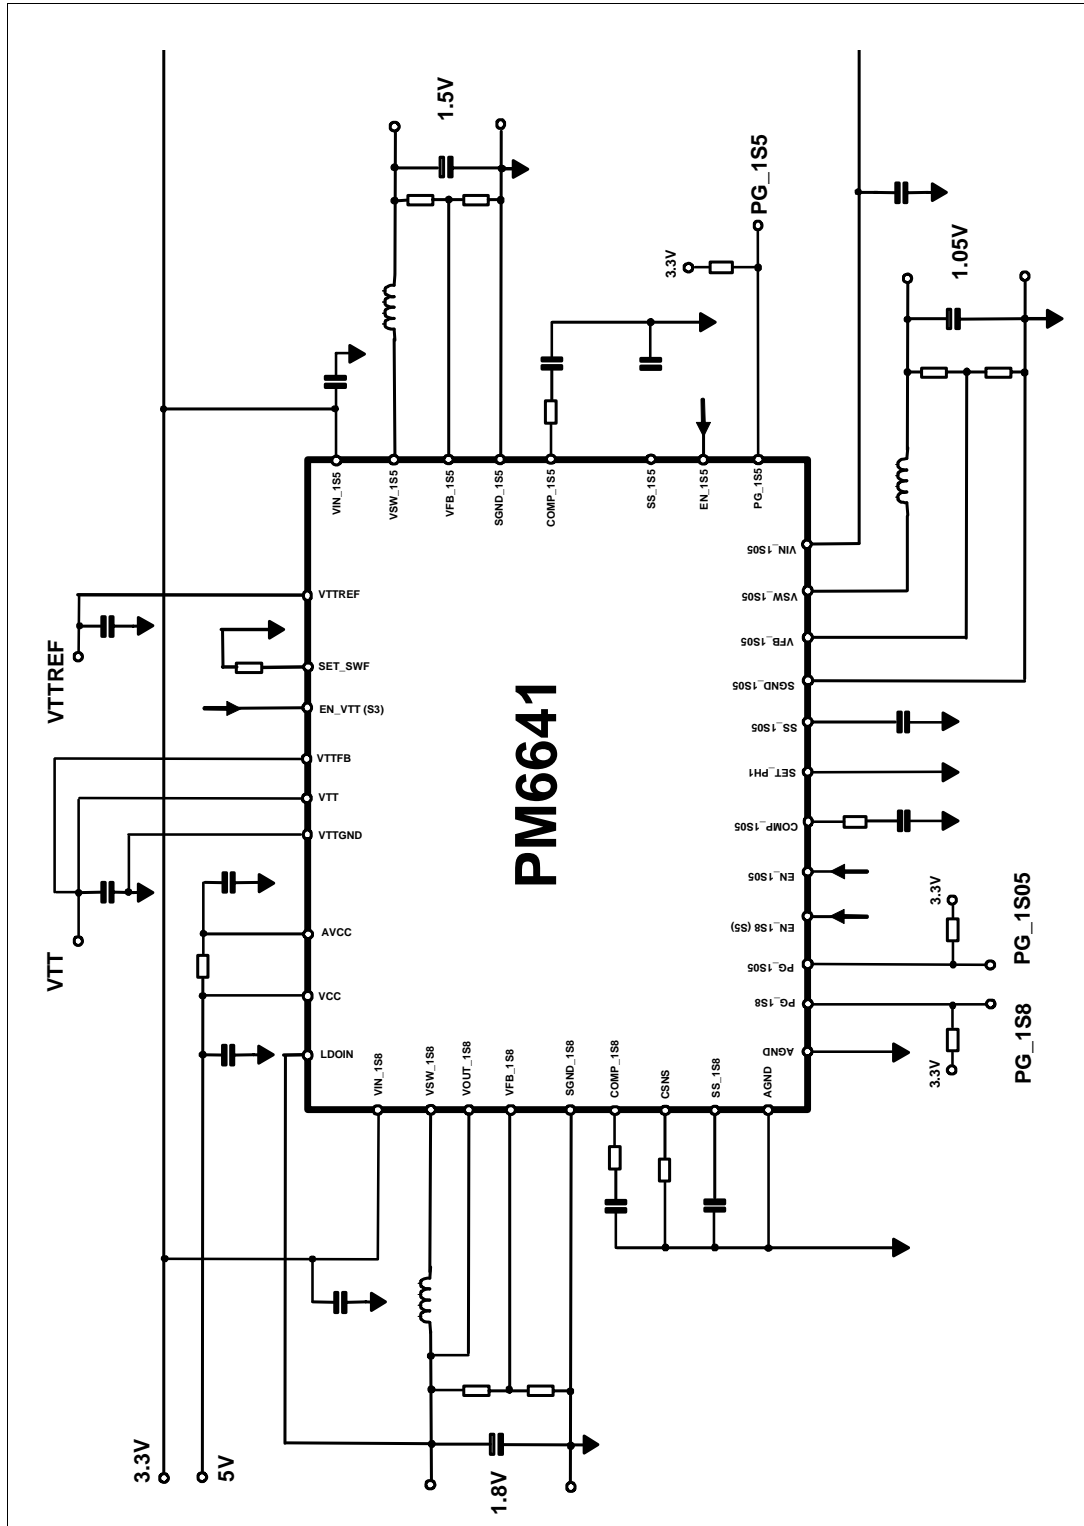 1.5V
PG_1S5
3.3V
1.05V
VIN_1S5
VSW_1S5
VFB_1S5
SGND_1S5
COMP_1S5
SS_1S5
EN_1S5
PG_1S5
VTTREF
VTTREF
SET_SWF
EN_VTT (S3)
VTTFB
VTT
VTTGND
VTT
AVCC
VCC
LDOIN
PM6641
VIN_1S05
VSW_1S05
VFB_1S05
SGND_1S05
SS_1S05
SET_PH1
COMP_1S05
EN_1S05
EN_1S8 (S5)
PG_1S05
PG_1S8
AGND
3.3V
PG_1S05
3.3V
PG_1S8
VIN_1S8
VSW_1S8
VOUT_1S8
VFB_1S8
SGND_1S8
COMP_1S8
CSNS
SS_1S8
AGND
3.3V
5V
1.8V